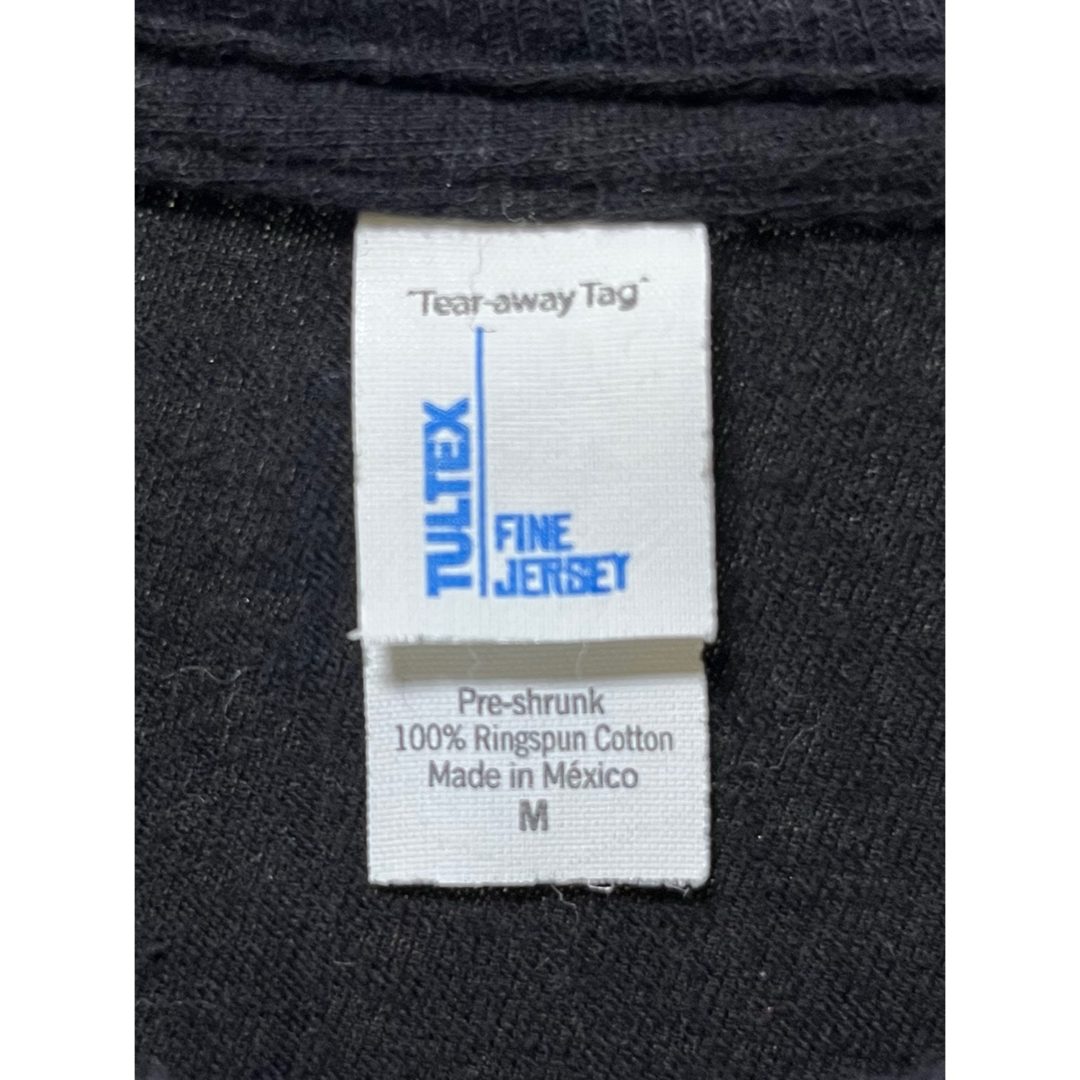 "Tear-away Tag"
TULTEX
FINE
JERSEY
Pre-shrunk
100% Ringspun Cotton
Made in México
M